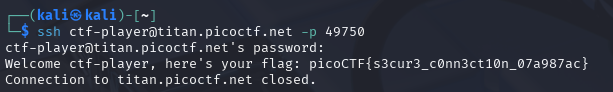 ┌──(kali㉿kali)-[~]
└─$ ssh ctf-player@titan.picoctf.net -p 49750
ctf-player@titan.picoctf.net's password:
Welcome ctf-player, here's your flag: picoCTF{s3cur3_c0nn3ct10n_07a987ac}
Connection to titan.picoctf.net closed.